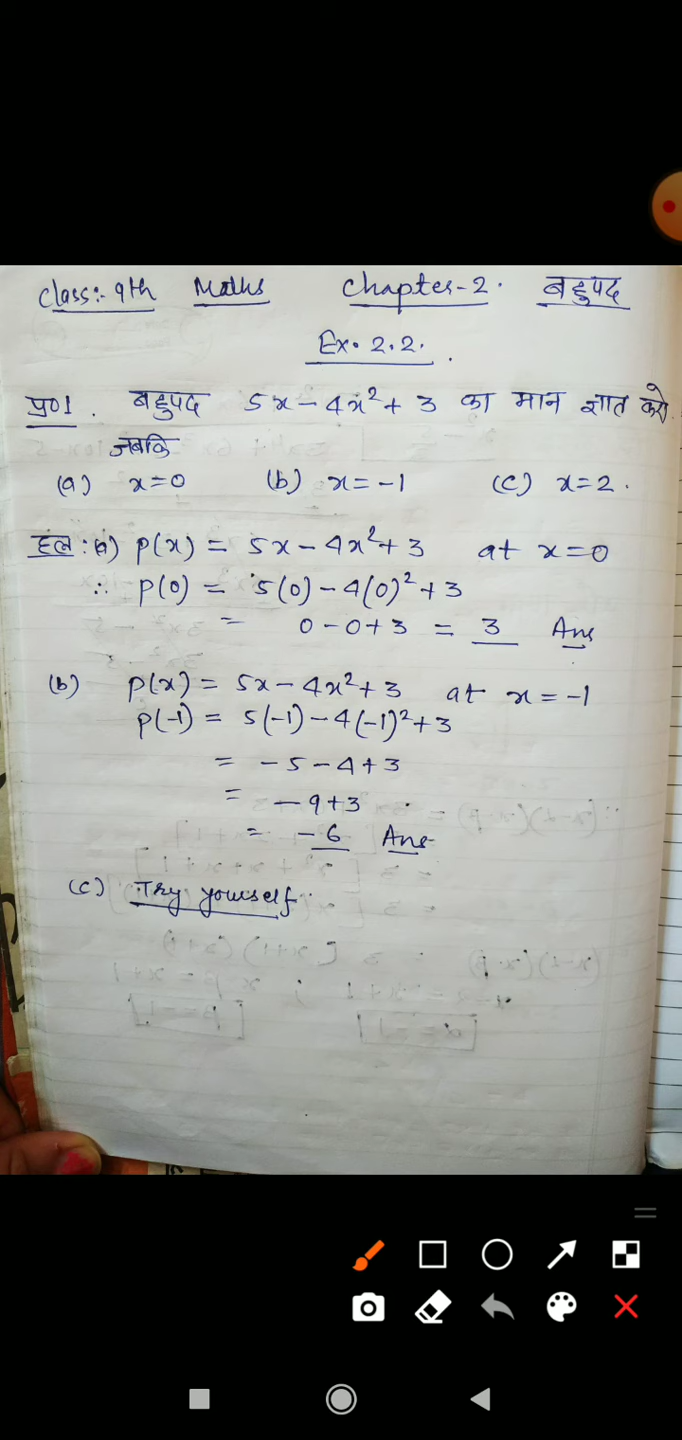 Class:- 9th Maths Chapter-2. बहुपद
Ex. 2.2.
प्र०1. बहुपद 5x - 4x² + 3 का मान ज्ञात करो.
जबकि
(a) x=0 (b) x = -1 (c) x = 2.
हल : (a) p(x) = 5x - 4x² + 3 at x = 0
∴ p(0) = 5(0) - 4(0)² + 3
= 0 - 0 + 3 = 3 Ans
(b) p(x) = 5x - 4x² + 3 at x = -1
p(-1) = 5(-1) - 4(-1)² + 3
= -5 - 4 + 3
= -9 + 3
= -6 Ans
(c) Try yourself.